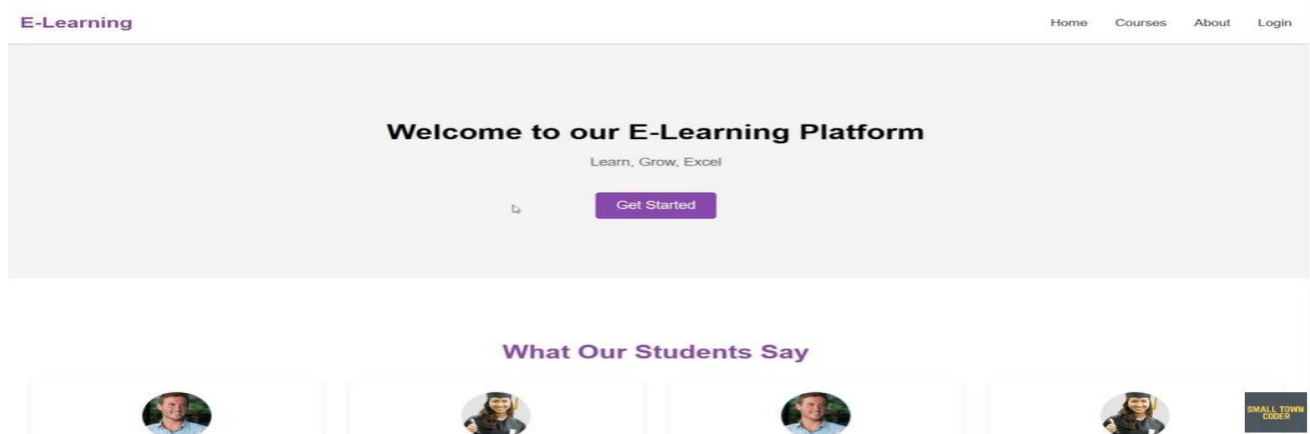 E-Learning
Home Courses About Login
Welcome to our E-Learning Platform
Learn, Grow, Excel
Get Started
What Our Students Say
SMALL TOWN
CODER